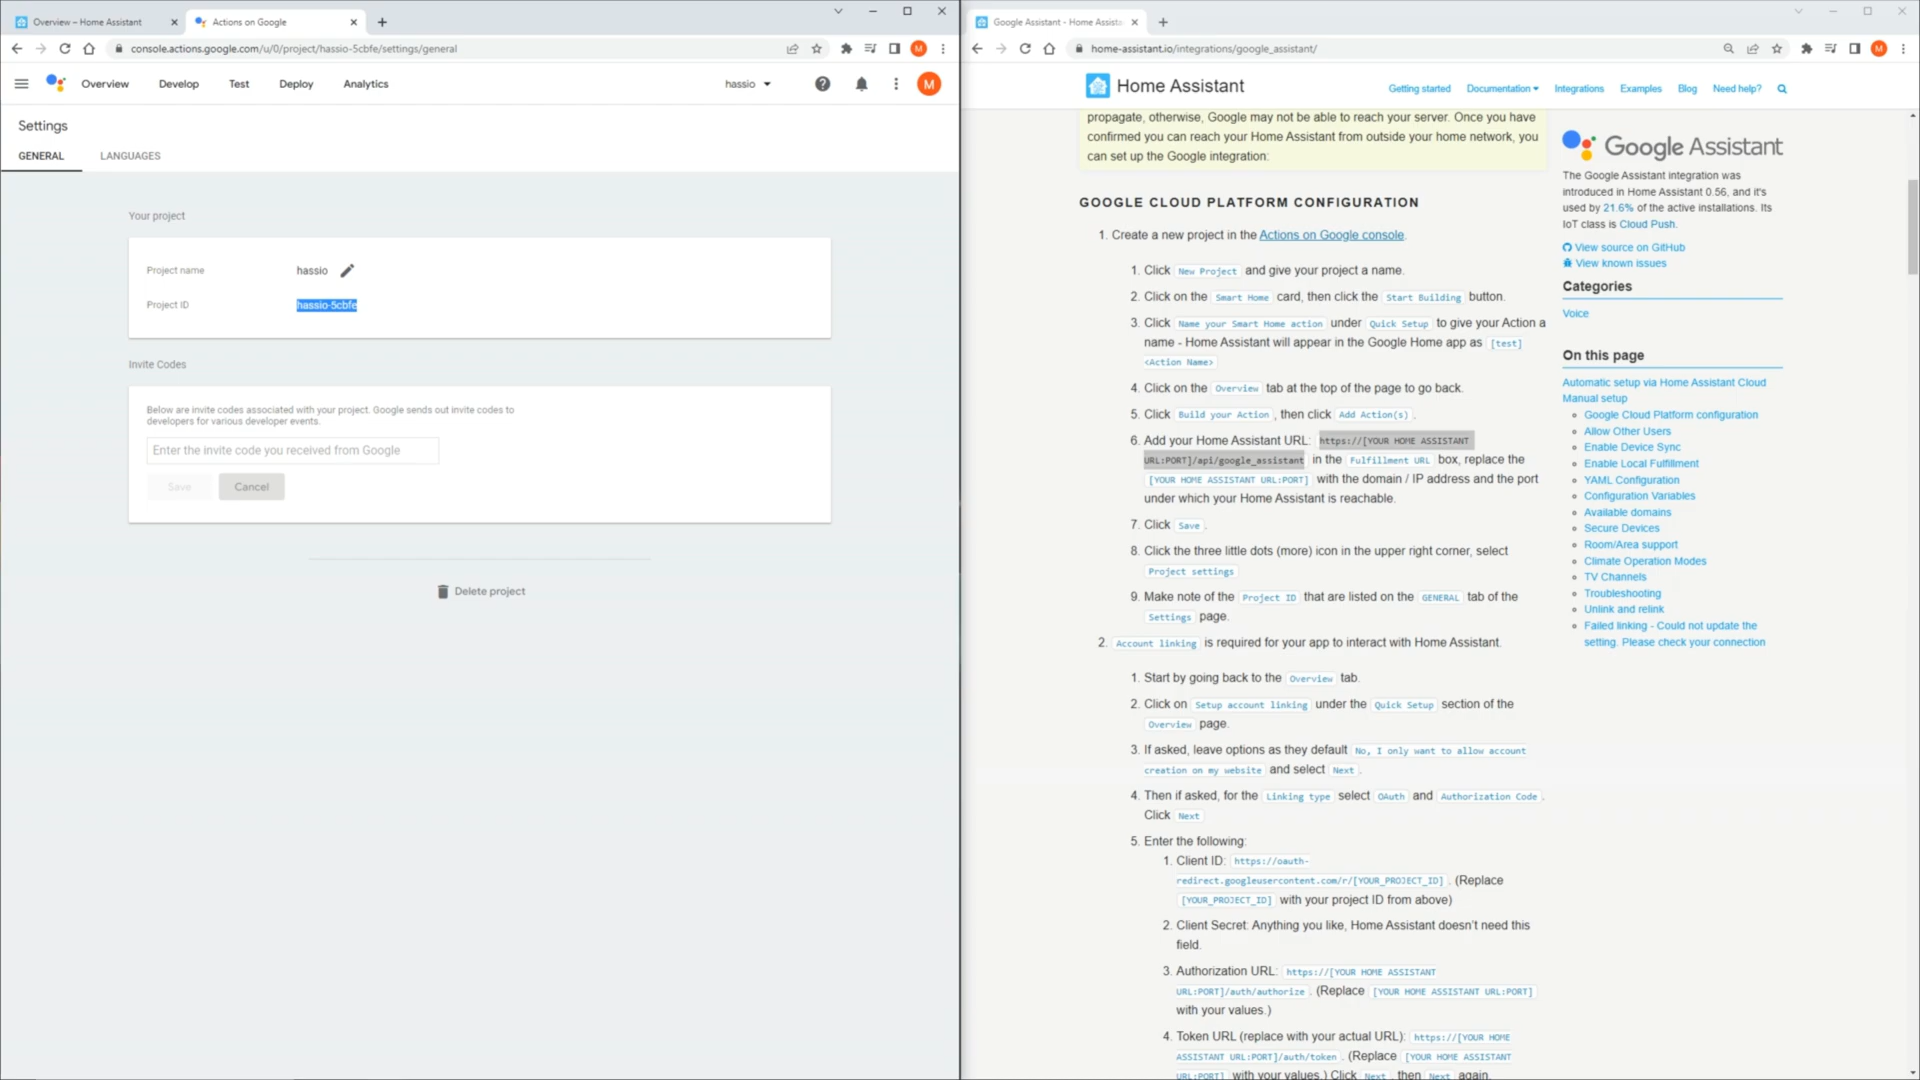 Overview – Home Assistant
Actions on Google
console.actions.google.com/u/0/project/hassio-5cbfe/settings/general
M
Overview
Develop
Test
Deploy
Analytics
hassio
M
Settings
GENERAL
LANGUAGES
Your project
Project name
hassio
Project ID
hassio-5cbfe
Invite Codes
Below are invite codes associated with your project. Google sends out invite codes to
developers for various developer events.
Enter the invite code you received from Google
Save
Cancel
Delete project
Google Assistant - Home Assista
home-assistant.io/integrations/google_assistant/
M
Home Assistant
Getting started
Documentation
Integrations
Examples
Blog
Need help?
propagate, otherwise, Google may not be able to reach your server. Once you have
confirmed you can reach your Home Assistant from outside your home network, you
can set up the Google integration:
GOOGLE CLOUD PLATFORM CONFIGURATION
1. Create a new project in the Actions on Google console.
1. Click New Project and give your project a name.
2. Click on the Smart Home card, then click the Start Building button.
3. Click Name your Smart Home action under Quick Setup to give your Action a
name - Home Assistant will appear in the Google Home app as [test]
<Action Name>
4. Click on the Overview tab at the top of the page to go back.
5. Click Build your Action, then click Add Action(s).
6. Add your Home Assistant URL: https://[YOUR HOME ASSISTANT
URL:PORT]/api/google_assistant in the Fulfillment URL box, replace the
[YOUR HOME ASSISTANT URL:PORT] with the domain / IP address and the port
under which your Home Assistant is reachable.
7. Click Save.
8. Click the three little dots (more) icon in the upper right corner, select
Project settings
9. Make note of the Project ID that are listed on the GENERAL tab of the
Settings page.
2. Account linking is required for your app to interact with Home Assistant.
1. Start by going back to the Overview tab.
2. Click on Setup account linking under the Quick Setup section of the
Overview page.
3. If asked, leave options as they default No, I only want to allow account
creation on my website and select Next.
4. Then if asked, for the Linking type select OAuth and Authorization Code.
Click Next
5. Enter the following:
1. Client ID: https://oauth-
redirect.googleusercontent.com/r/[YOUR_PROJECT_ID]. (Replace
[YOUR_PROJECT_ID] with your project ID from above)
2. Client Secret: Anything you like, Home Assistant doesn't need this
field.
3. Authorization URL: https://[YOUR HOME ASSISTANT
URL:PORT]/auth/authorize. (Replace [YOUR HOME ASSISTANT URL:PORT]
with your values.)
4. Token URL (replace with your actual URL): https://[YOUR HOME
ASSISTANT URL:PORT]/auth/token. (Replace [YOUR HOME ASSISTANT
URL:PORT] with your values.) Click Next, then Next again.
Google Assistant
The Google Assistant integration was
introduced in Home Assistant 0.56, and it's
used by 21.6% of the active installations. Its
IoT class is Cloud Push.
View source on GitHub
View known issues
Categories
Voice
On this page
Automatic setup via Home Assistant Cloud
Manual setup
Google Cloud Platform configuration
Allow Other Users
Enable Device Sync
Enable Local Fulfillment
YAML Configuration
Configuration Variables
Available domains
Secure Devices
Room/Area support
Climate Operation Modes
TV Channels
Troubleshooting
Unlink and relink
Failed linking - Could not update the
setting. Please check your connection